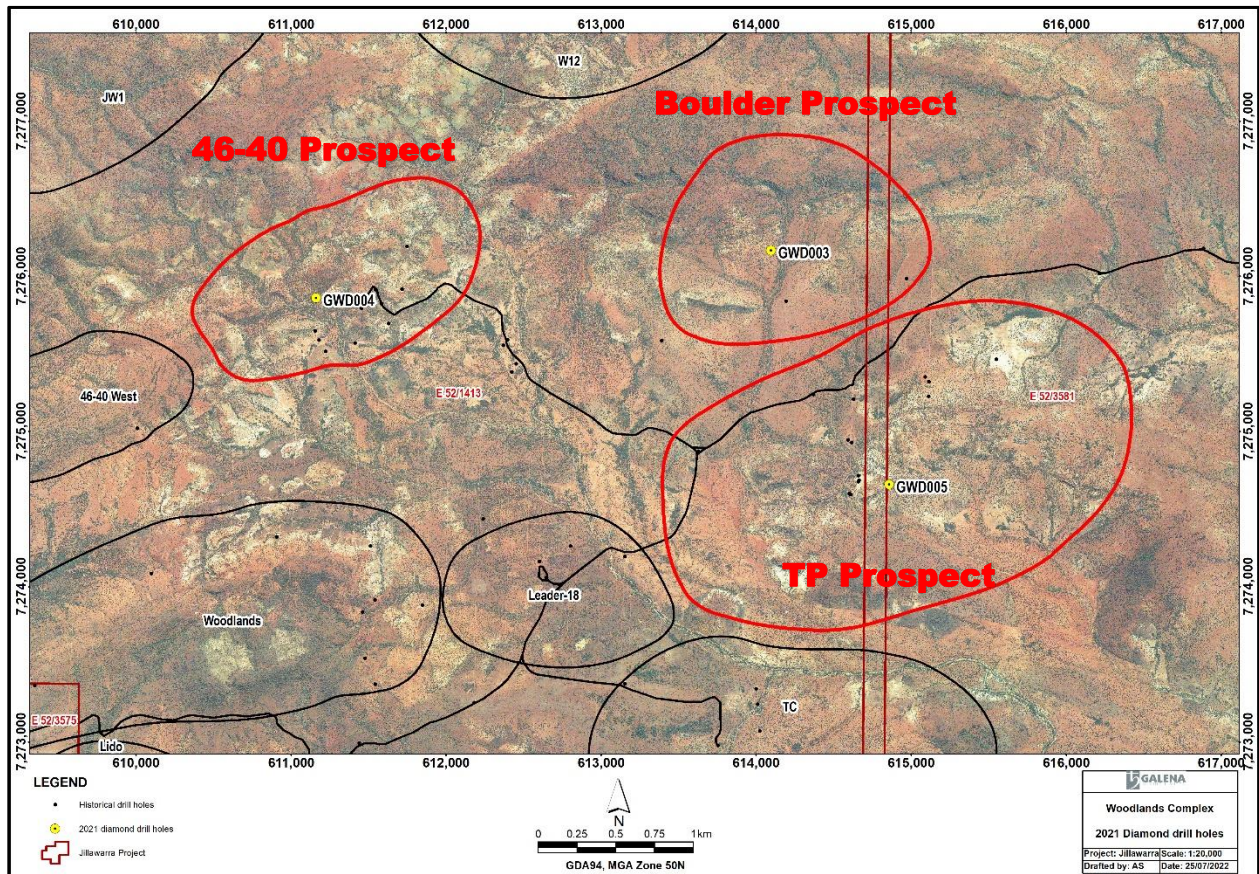 610,000 611,000 612,000 613,000 614,000 615,000 616,000 617,000
7,277,000
7,276,000
7,275,000
7,274,000
7,273,000
7,277,000
7,276,000
7,275,000
7,274,000
7,273,000
JW1
W12
46-40 Prospect
Boulder Prospect
GWD003
GWD004
46-40 West
E 52/1413
E 52/3581
GWD005
TP Prospect
Leader-18
Woodlands
TC
E 52/3575
Lido
610,000 611,000 612,000 613,000 614,000 615,000 616,000 617,000
LEGEND
Historical drill holes
2021 diamond drill holes
Jillawarra Project
N
0 0.25 0.5 0.75 1km
GDA94, MGA Zone 50N
GALENA
Woodlands Complex
2021 Diamond drill holes
Project: Jillawarra Scale: 1:20,000
Drafted by: AS Date: 25/07/2022